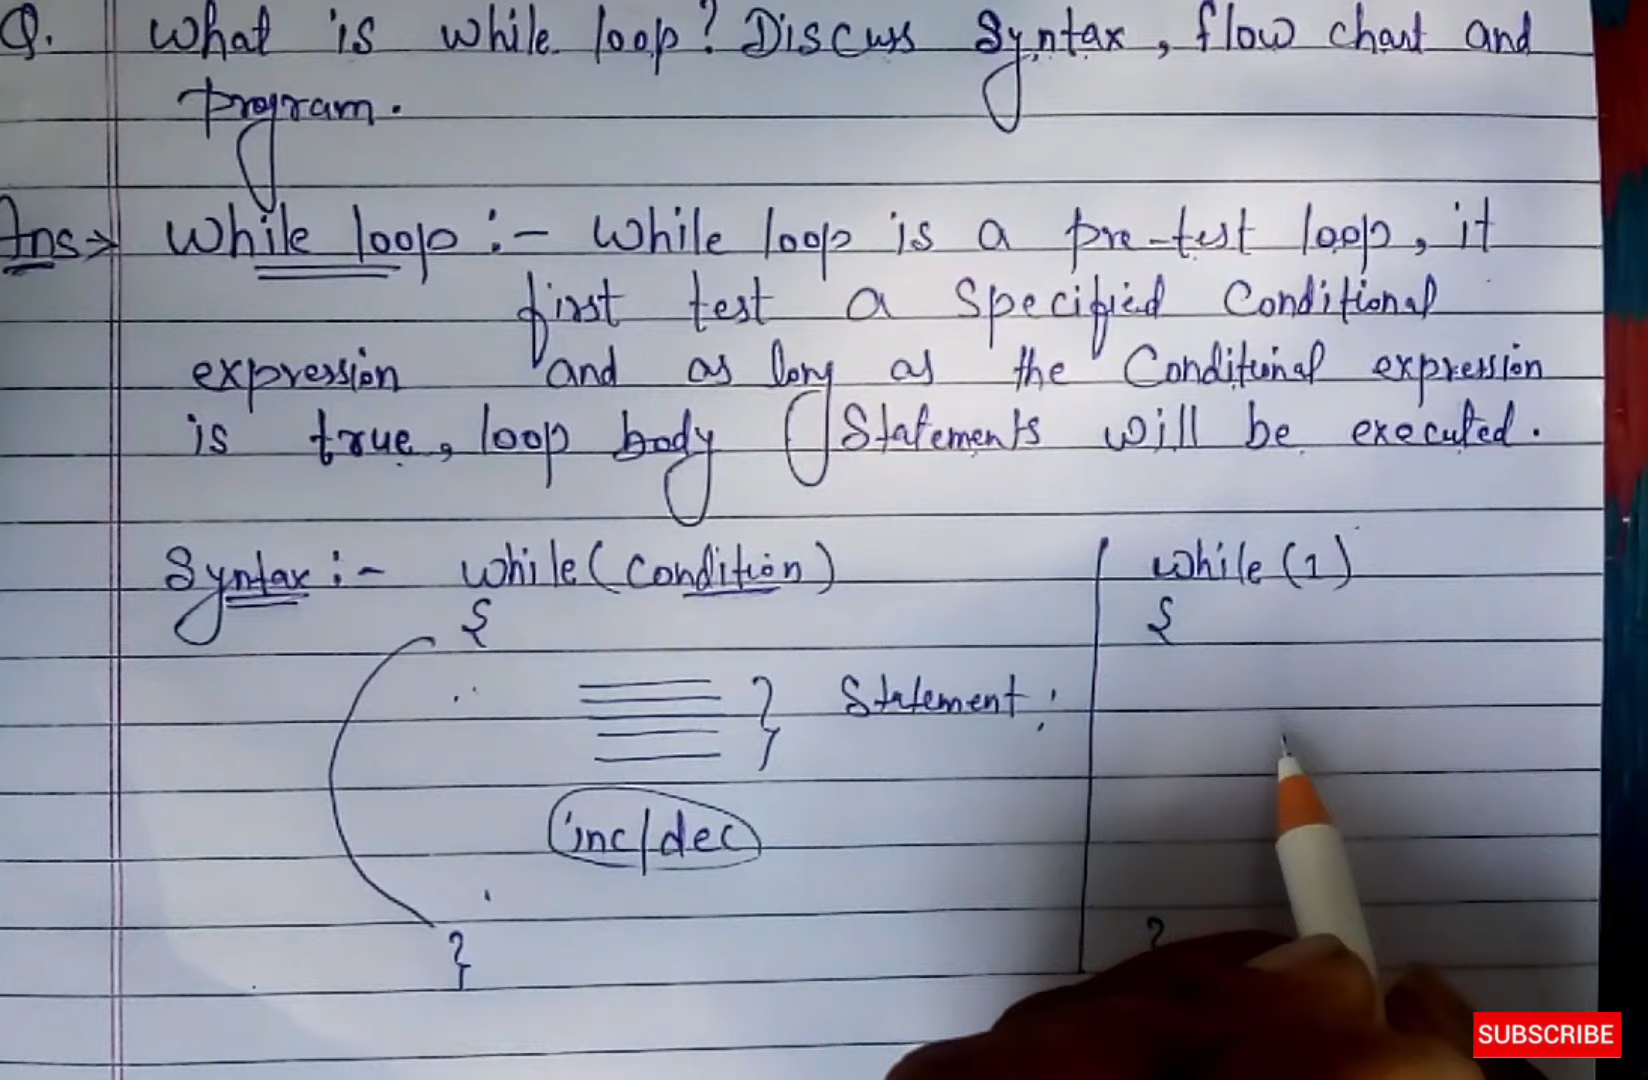 Q. What is while loop? Discuss Syntax, flow chart and
program.
Ans⇒ While loop :- While loop is a pre-test loop, it
first test a specified Conditional
expression and as long as the Conditional expression
is true, loop body Statements will be executed.
Syntax :- while (Condition)
{
Statement;
inc/dec
}
while (1)
{
}
SUBSCRIBE